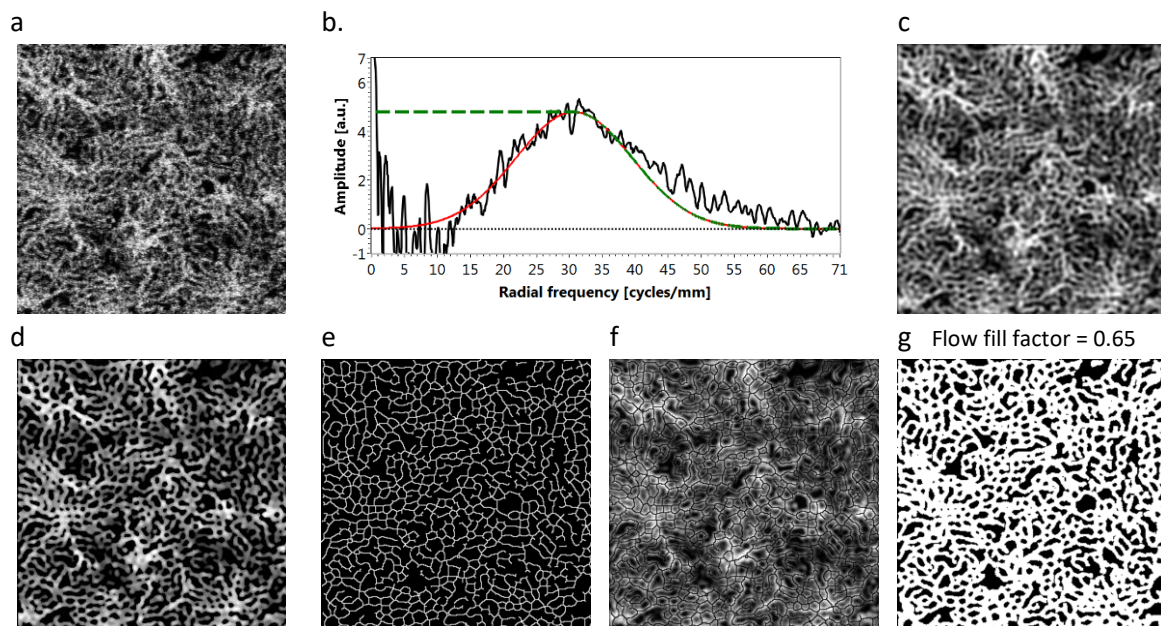 a
b.
c
7
6
4
2
0
-1
Amplitude [a.u.]
0 5 10 15 20 25 30 35 40 45 50 55 60 65 71
Radial frequency [cycles/mm]
d
e
f
g Flow fill factor = 0.65